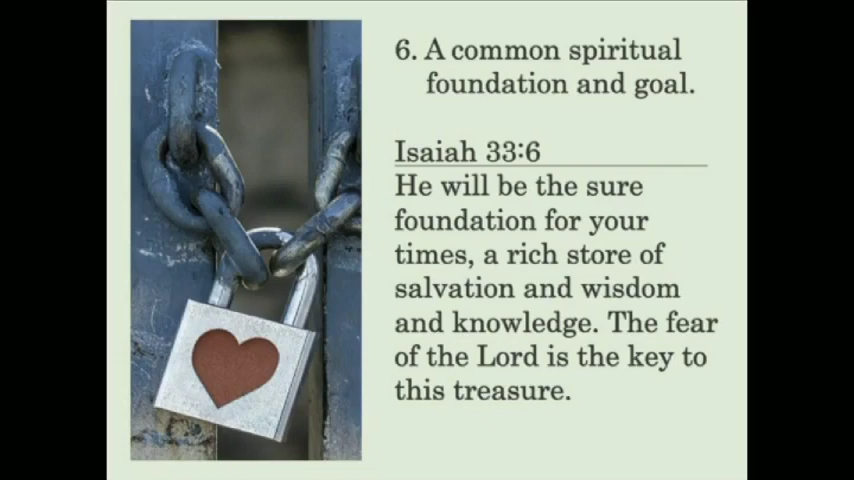 6. A common spiritual
foundation and goal.
Isaiah 33:6
He will be the sure
foundation for your
times, a rich store of
salvation and wisdom
and knowledge. The fear
of the Lord is the key to
this treasure.